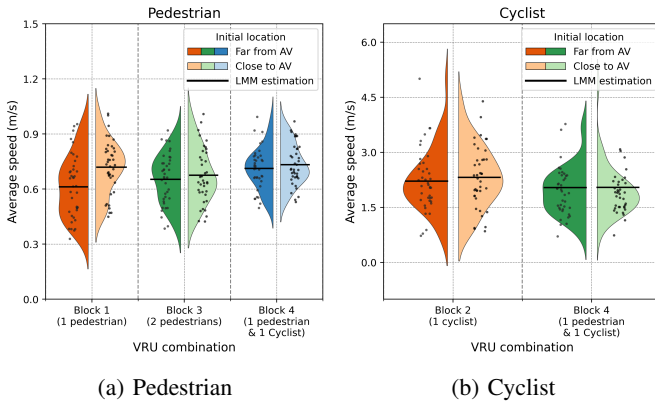 Pedestrian
Initial location
Far from AV
Close to AV
LMM estimation
Average speed (m/s)
1.5
1.2
0.9
0.6
0.3
0.0
Block 1
(1 pedestrian)
Block 3
(2 pedestrians)
Block 4
(1 pedestrian
& 1 Cyclist)
VRU combination
(a) Pedestrian
Cyclist
Initial location
Far from AV
Close to AV
LMM estimation
Average speed (m/s)
6.0
4.5
3.0
1.5
0.0
Block 2
(1 cyclist)
Block 4
(1 pedestrian
& 1 Cyclist)
VRU combination
(b) Cyclist